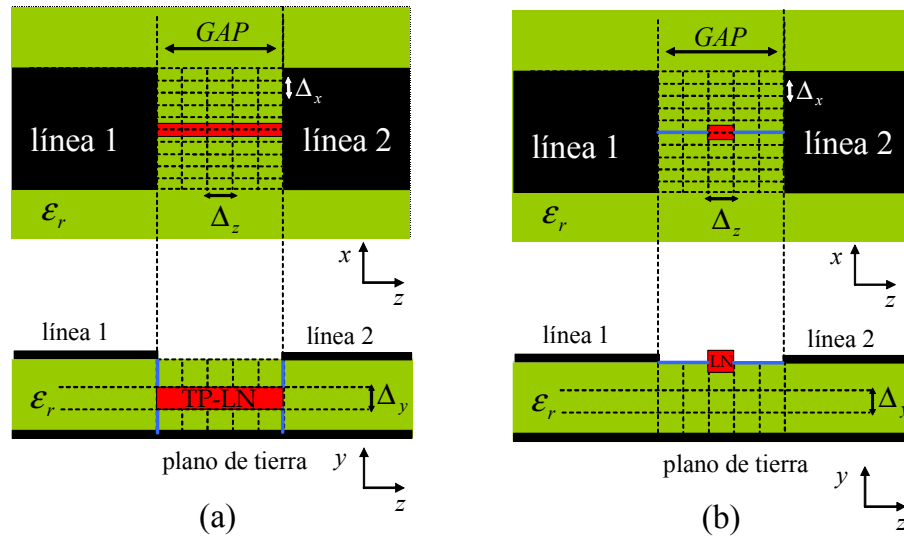 GAP
Δx
línea 1
línea 2
εr
Δz
x
z
línea 1
línea 2
εr
TP-LN
Δy
plano de tierra
y
z
(a)
GAP
Δx
línea 1
línea 2
εr
Δz
x
z
línea 1
línea 2
LN
εr
Δy
plano de tierra
y
z
(b)